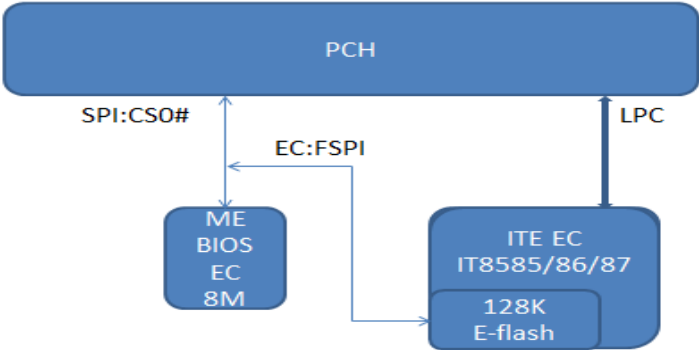 PCH
SPI:CS0#
LPC
EC:FSPI
ME
BIOS
EC
8M
ITE EC
IT8585/86/87
128K
E-flash